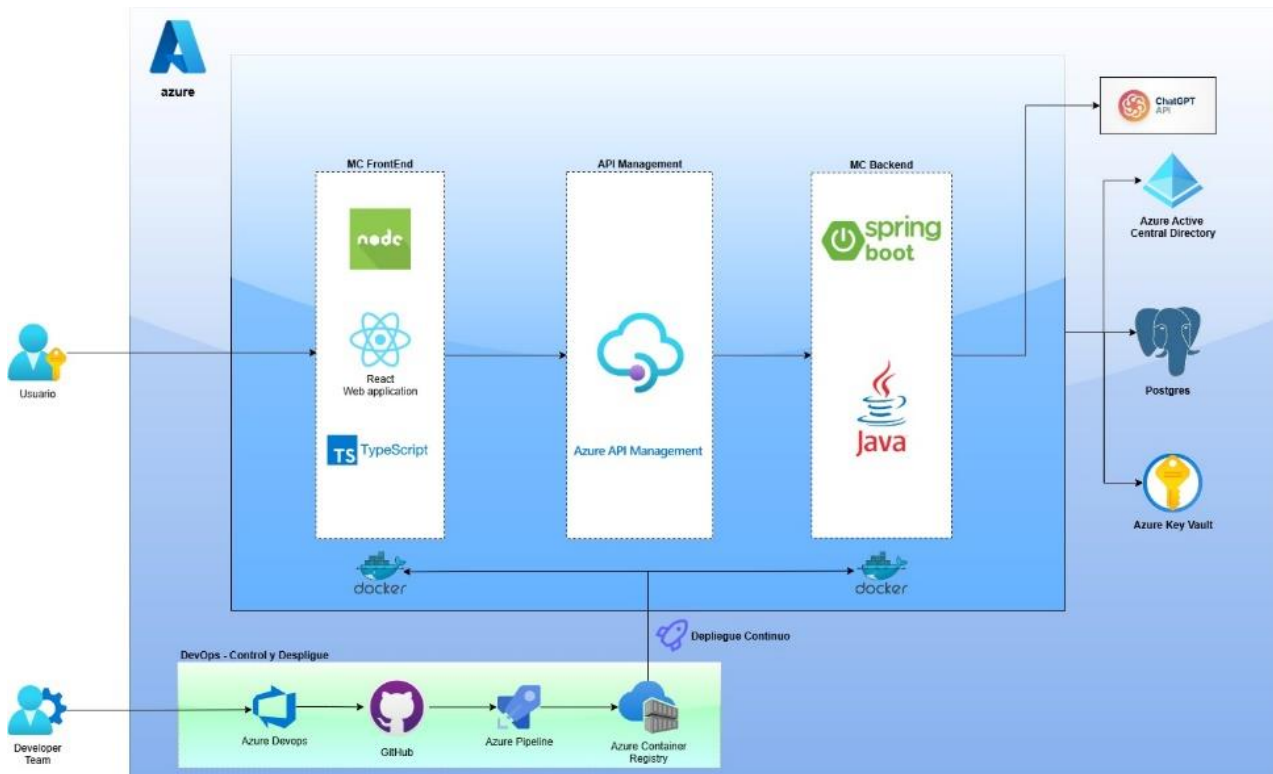 azure
MC FrontEnd
API Management
MC Backend
ChatGPT
API
node
spring
boot
Azure Active
Central Directory
React
Web application
Usuario
Postgres
TS TypeScript
Azure API Management
Java
Azure Key Vault
docker
docker
Depliegue Continuo
DevOps - Control y Despligue
Azure Devops
GitHub
Azure Pipeline
Azure Container
Registry
Developer
Team